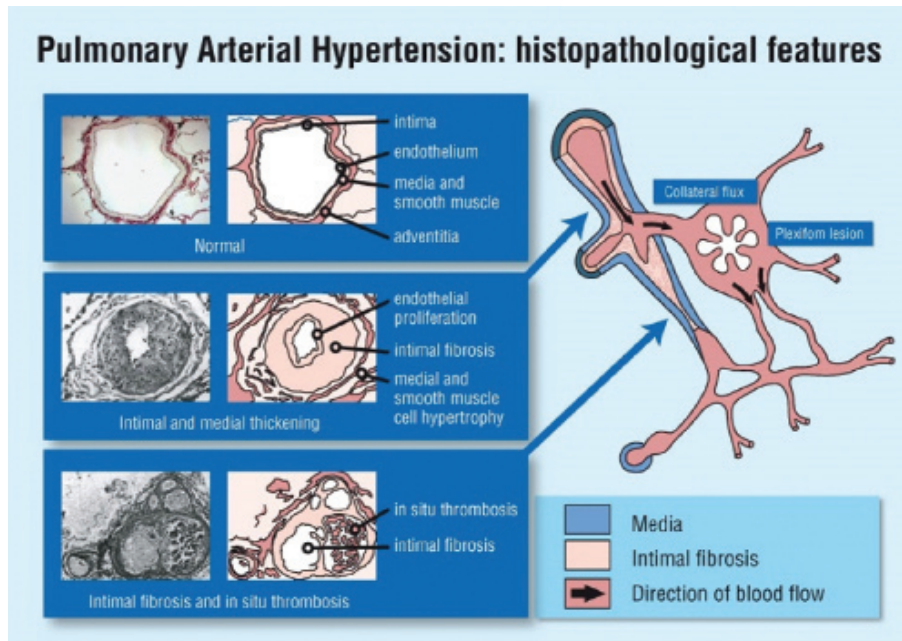 Pulmonary Arterial Hypertension: histopathological features
intima
endothelium
media and
smooth muscle
adventitia
Normal
endothelial
proliferation
intimal fibrosis
medial and
smooth muscle
cell hypertrophy
Intimal and medial thickening
in situ thrombosis
intimal fibrosis
Intimal fibrosis and in situ thrombosis
Collateral flux
Plexifom lesion
Media
Intimal fibrosis
Direction of blood flow